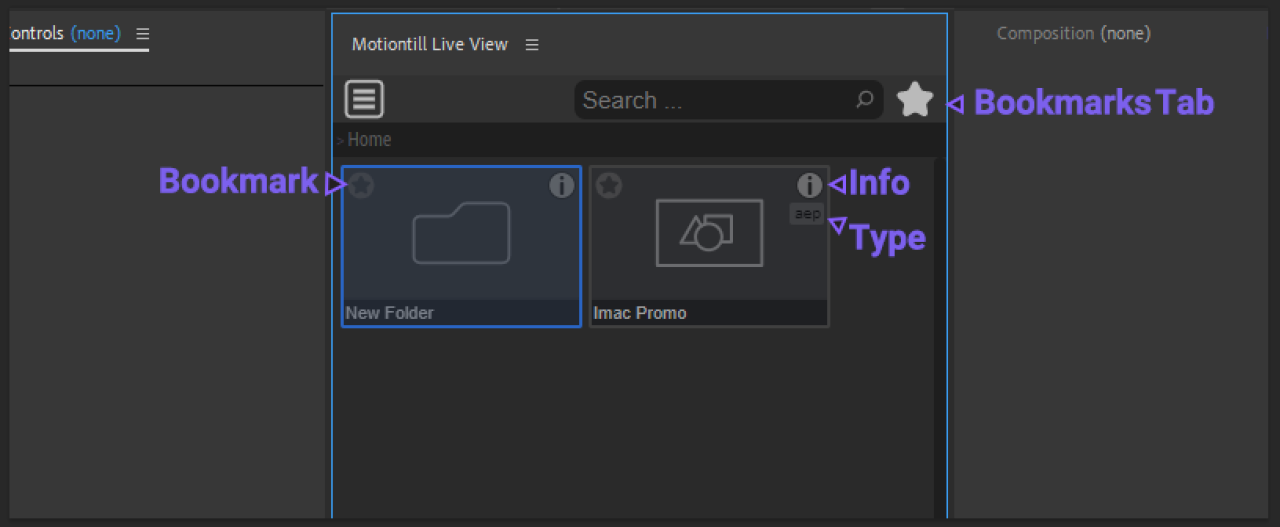 ontrols (none)
Motiontill Live View
Composition (none)
Search ...
Bookmarks Tab
> Home
Bookmark
Info
aep
Type
New Folder
Imac Promo